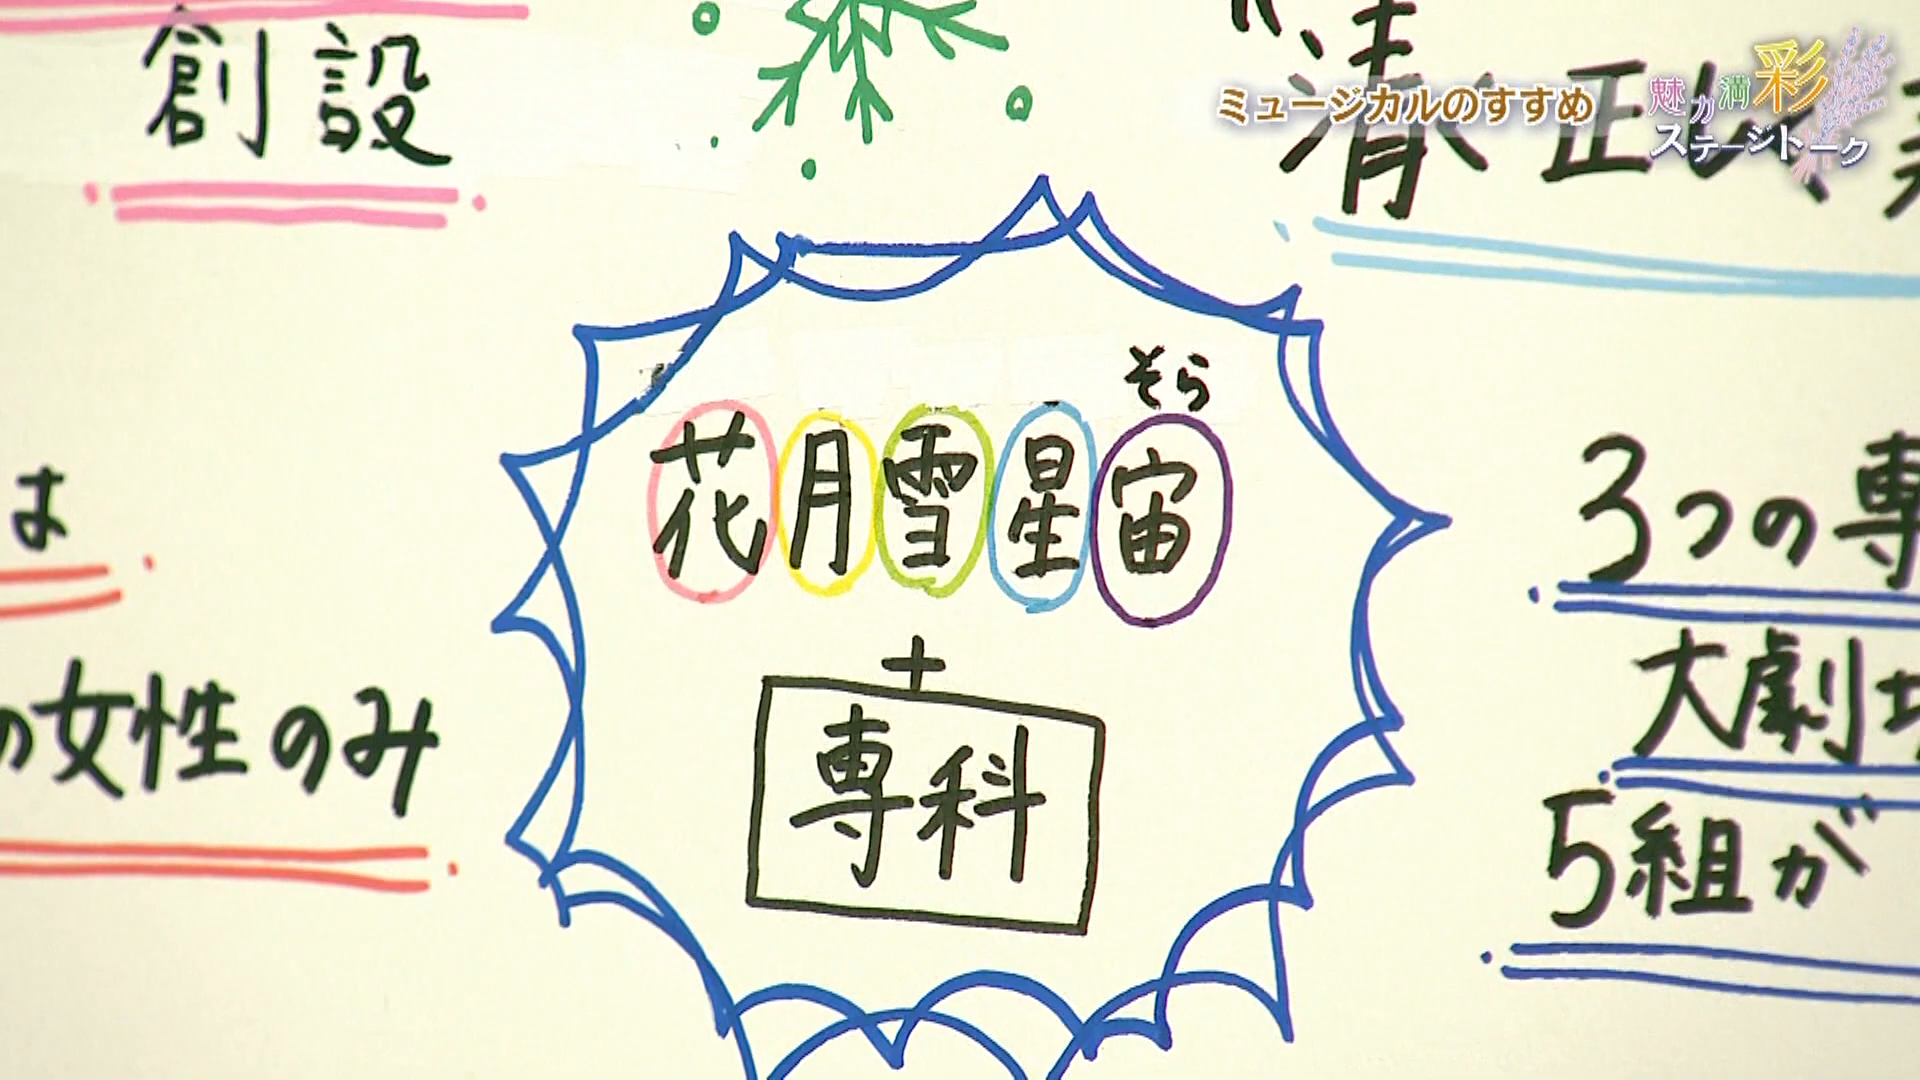 創設
"清く正しく
ミュージカルのすすめ
魅力満彩
ステージトーク
そら
花月雪星宙
は
3つの専
+
の女性のみ
専科
大劇場
5組が